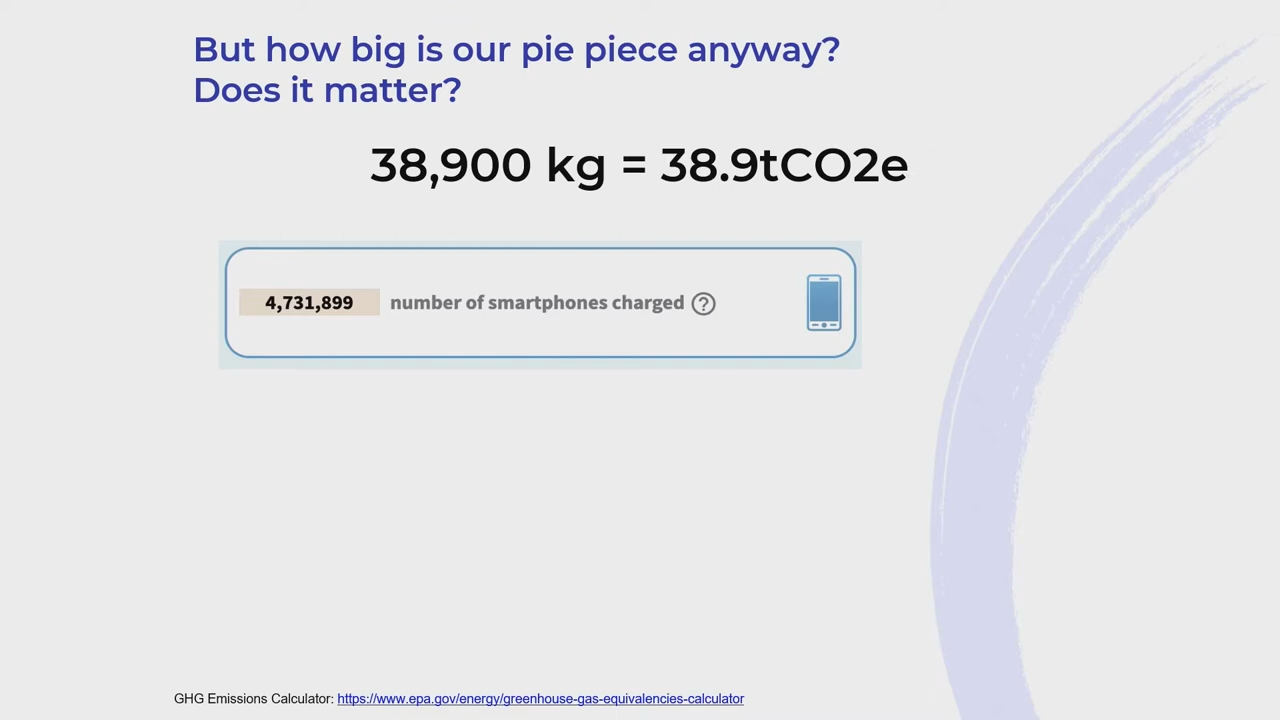 But how big is our pie piece anyway?
Does it matter?
38,900 kg = 38.9tCO2e
4,731,899 number of smartphones charged ?
GHG Emissions Calculator: https://www.epa.gov/energy/greenhouse-gas-equivalencies-calculator